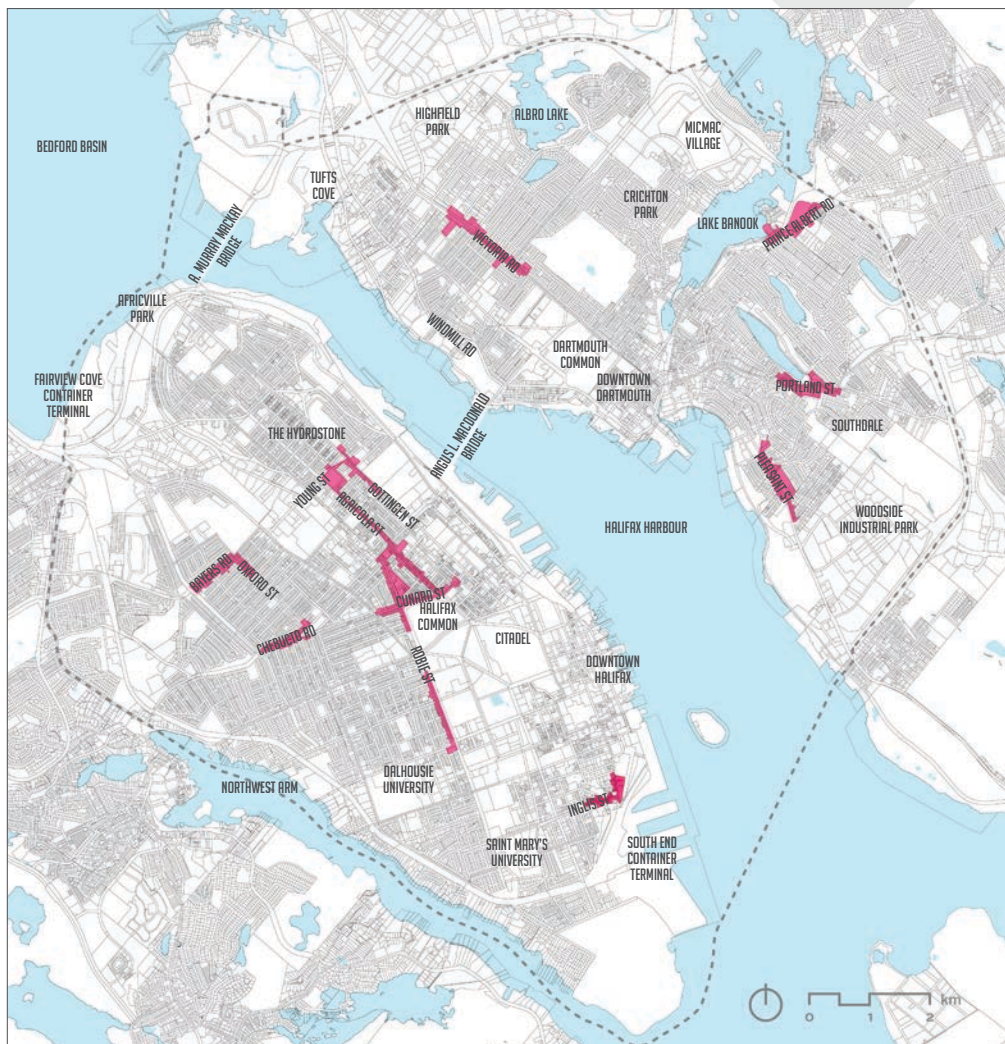 HIGHFIELD
PARK
ALBRO LAKE
BEDFORD BASIN
MICMAC
VILLAGE
TUFTS
COVE
CRICHTON
PARK
LAKE BANOOK
PRINCE ALBERT RD
VICTORIA RD
A. MURRAY MACKAY
BRIDGE
AFRICVILLE
PARK
WINDMILL RD
DARTMOUTH
COMMON
DOWNTOWN
DARTMOUTH
FAIRVIEW COVE
CONTAINER
TERMINAL
PORTLAND ST
SOUTHDALE
ANGUS L. MACDONALD
BRIDGE
THE HYDROSTONE
YOUNG ST
GOTTINGEN ST
AGRICOLA ST
PLEASANT ST
WOODSIDE
INDUSTRIAL PARK
HALIFAX HARBOUR
BAYERS RD
OXFORD ST
CUNARD ST
HALIFAX
COMMON
CHEBUCTO RD
CITADEL
ROBIE ST
DOWNTOWN
HALIFAX
DALHOUSIE
UNIVERSITY
NORTHWEST ARM
INGLIS ST
SAINT MARY'S
UNIVERSITY
SOUTH END
CONTAINER
TERMINAL
km
0 1 2